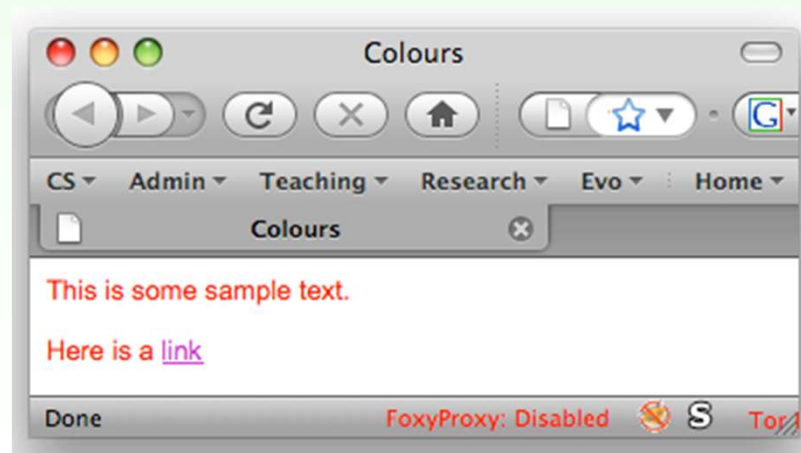 Colours
G
CS Admin Teaching Research Evo Home
Colours
This is some sample text.
Here is a link
Done FoxyProxy: Disabled S Tor